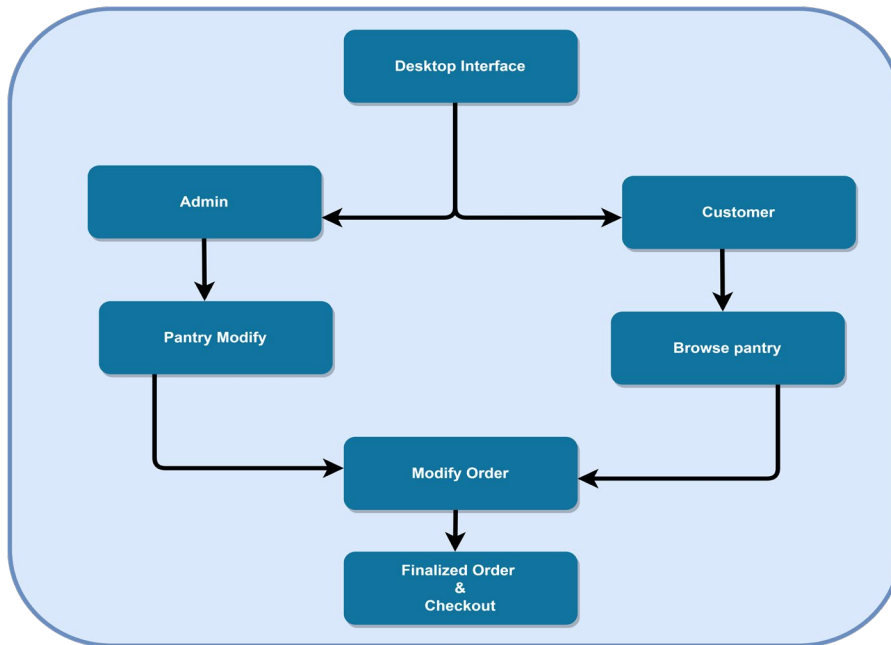 Desktop Interface
Admin
Customer
Pantry Modify
Browse pantry
Modify Order
Finalized Order
&
Checkout